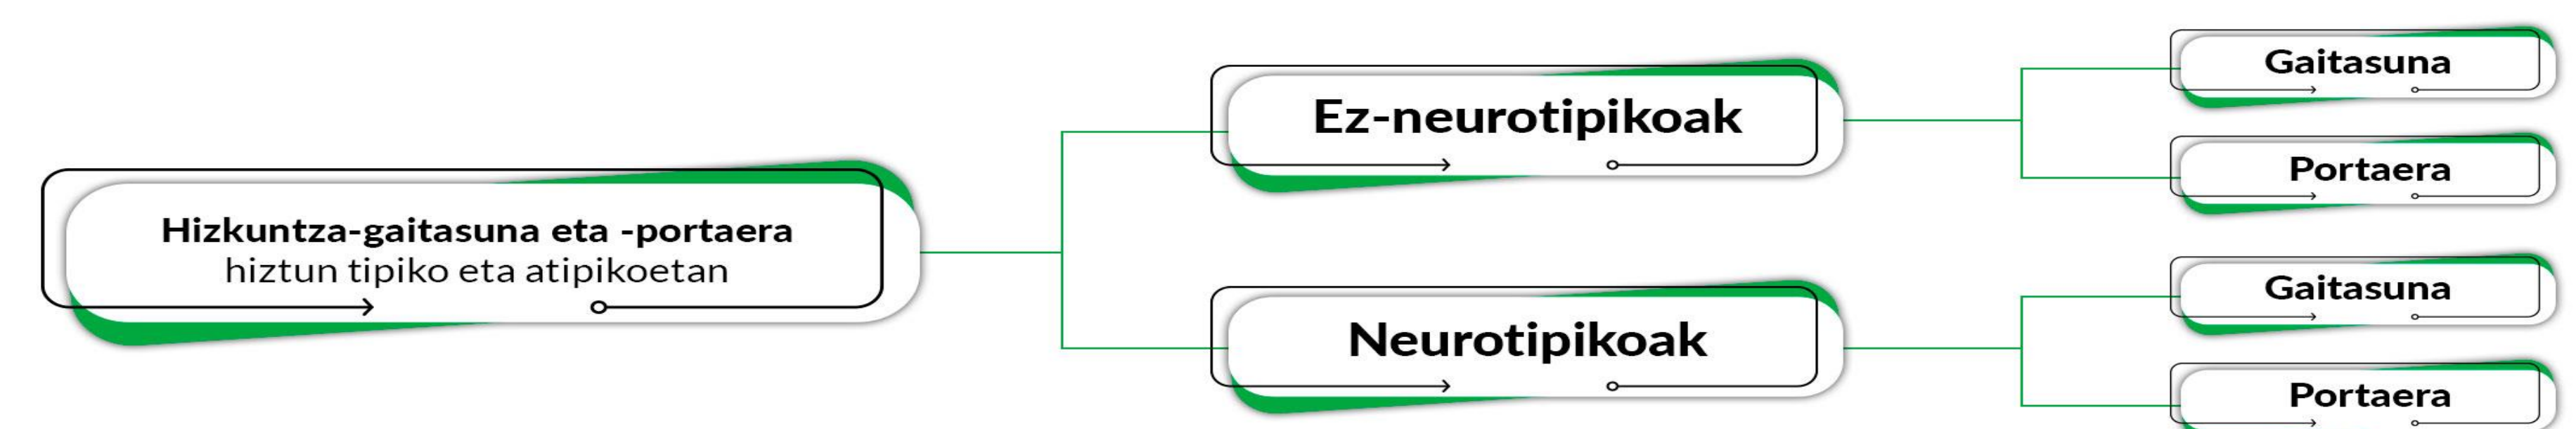 Hizkuntza-gaitasuna eta -portaera
hiztun tipiko eta atipikoetan
Ez-neurotipikoak
Gaitasuna
Portaera
Neurotipikoak
Gaitasuna
Portaera